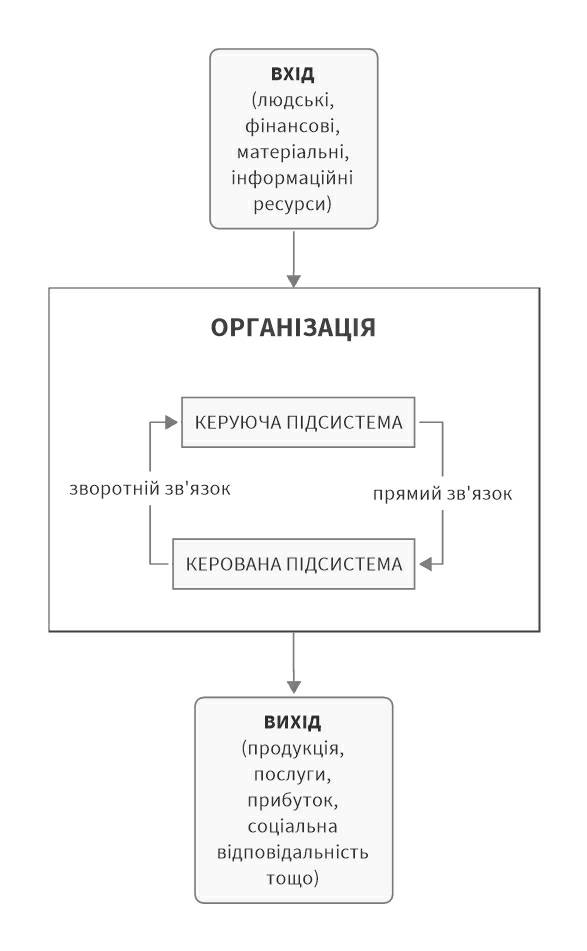 ВХІД
(людські,
фінансові,
матеріальні,
інформаційні
ресурси)
ОРГАНІЗАЦІЯ
КЕРУЮЧА ПІДСИСТЕМА
зворотній зв'язок
прямий зв'язок
КЕРОВАНА ПІДСИСТЕМА
ВИХІД
(продукція,
послуги,
прибуток,
соціальна
відповідальність
тощо)